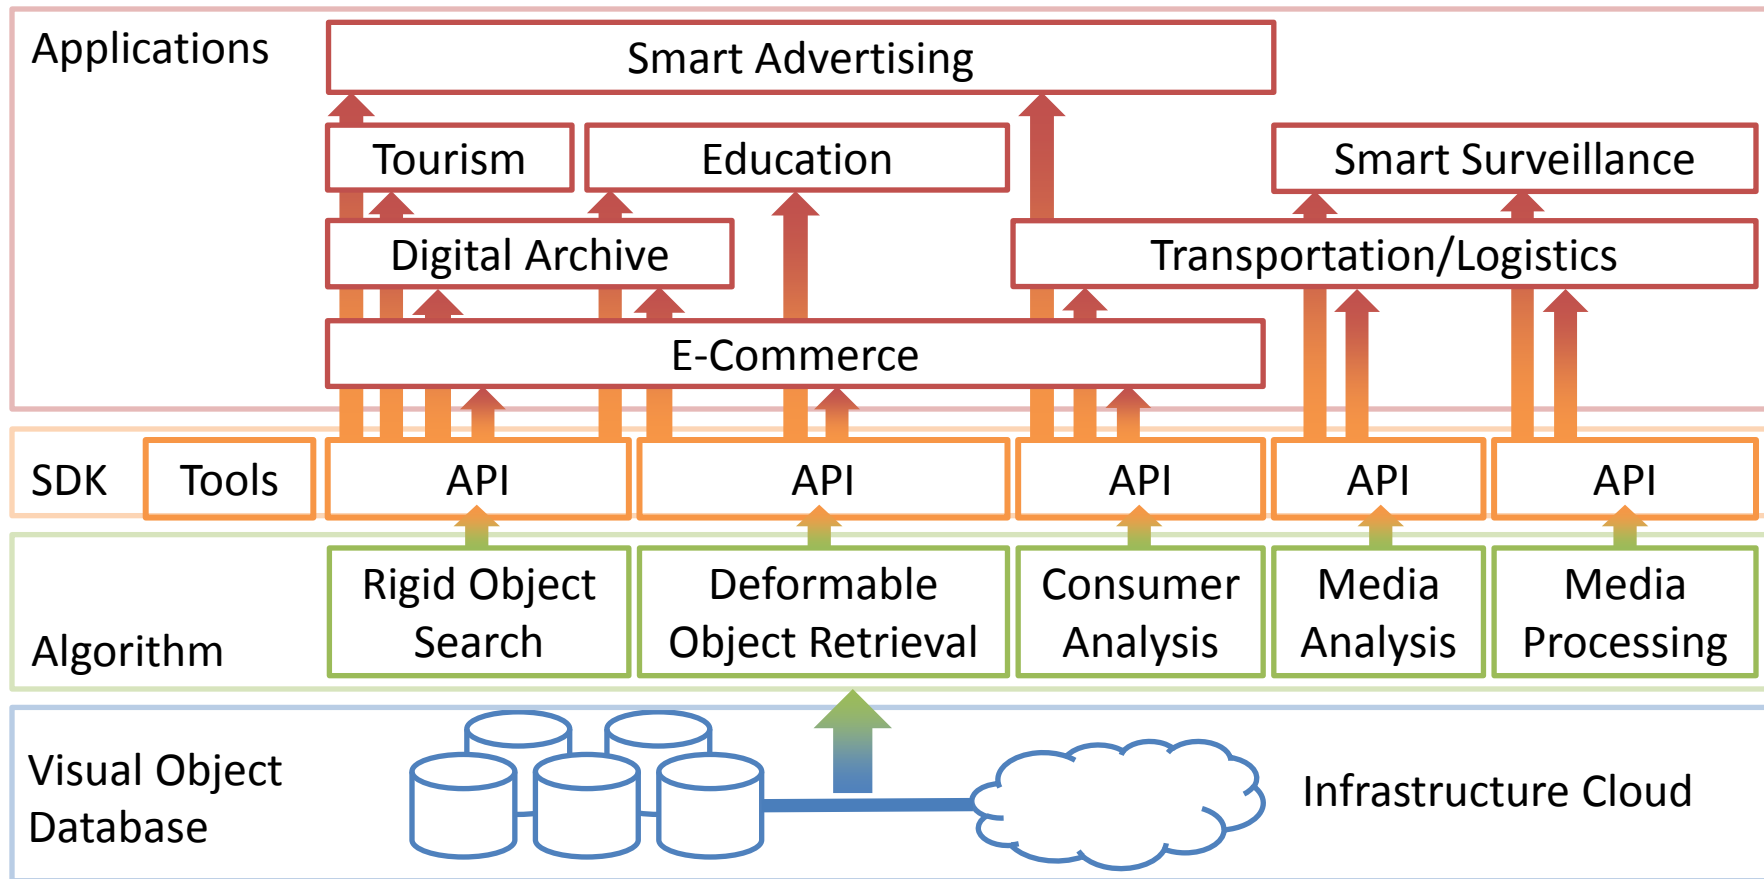 Applications
Smart Advertising
Tourism
Education
Smart Surveillance
Digital Archive
Transportation/Logistics
E-Commerce
SDK
Tools
API
API
API
API
API
Algorithm
Rigid Object
Search
Deformable
Object Retrieval
Consumer
Analysis
Media
Analysis
Media
Processing
Visual Object
Database
Infrastructure Cloud